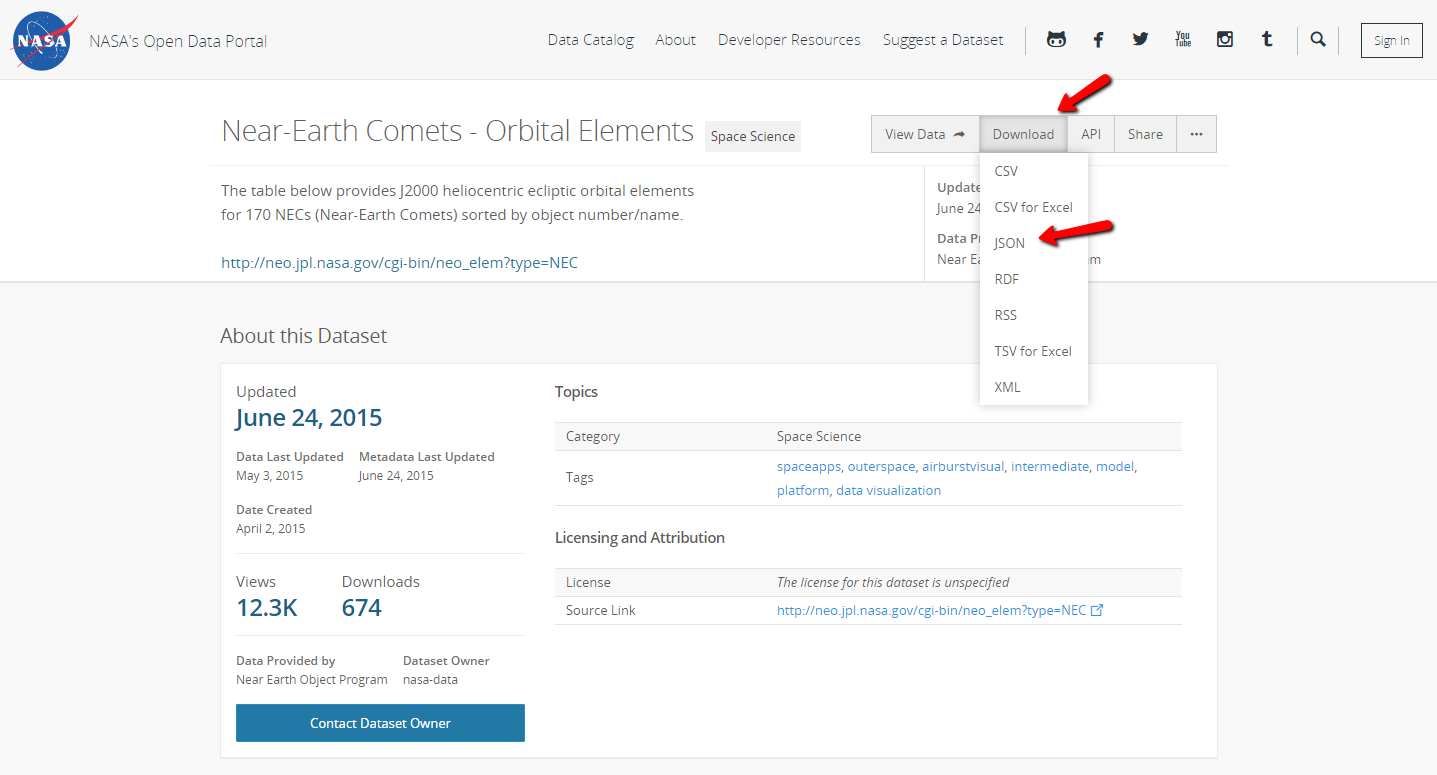 NASA
NASA's Open Data Portal
Data Catalog About Developer Resources Suggest a Dataset
You Tube
Sign In
Near-Earth Comets - Orbital Elements
Space Science
View Data Download API Share
CSV
CSV for Excel
JSON
RDF
RSS
TSV for Excel
XML
The table below provides J2000 heliocentric ecliptic orbital elements
for 170 NECs (Near-Earth Comets) sorted by object number/name.
http://neo.jpl.nasa.gov/cgi-bin/neo_elem?type=NEC
Update
June 24
Data P
Near Ea m
About this Dataset
Updated
June 24, 2015
Data Last Updated Metadata Last Updated
May 3, 2015 June 24, 2015
Date Created
April 2, 2015
Views Downloads
12.3K 674
Data Provided by Dataset Owner
Near Earth Object Program nasa-data
Contact Dataset Owner
Topics
Category Space Science
Tags spaceapps, outerspace, airburstvisual, intermediate, model,
platform, data visualization
Licensing and Attribution
License The license for this dataset is unspecified
Source Link http://neo.jpl.nasa.gov/cgi-bin/neo_elem?type=NEC